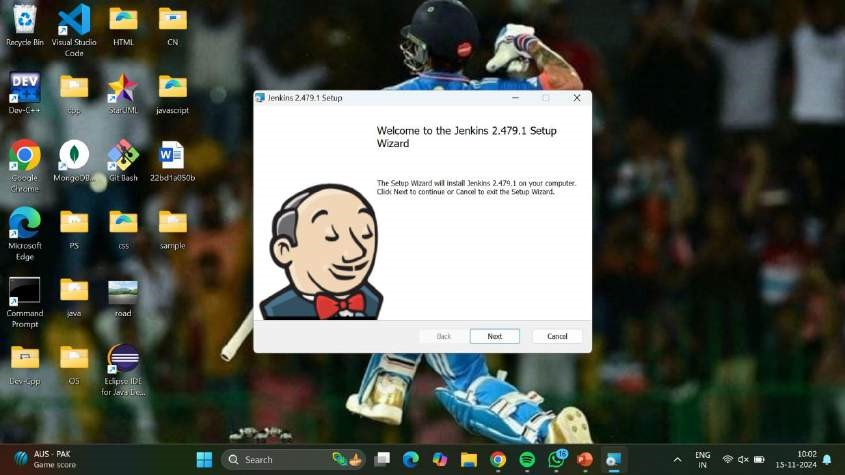 Recycle Bin
Visual Studio
Code
HTML
CN
DEV
Dev-C++
cpp
StarUML
javascript
Google
Chrome
MongoDB...
Git Bash
22bd1a050b
Microsoft
Edge
PS
css
sample
Command
Prompt
java
road
Dev-Cpp
OS
Eclipse IDE
for Java De...
Jenkins 2.479.1 Setup
Welcome to the Jenkins 2.479.1 Setup
Wizard
The Setup Wizard will install Jenkins 2.479.1 on your computer.
Click Next to continue or Cancel to exit the Setup Wizard.
Back
Next
Cancel
AUS - PAK
Game score
Search
16
ENG
IN
10:02
15-11-2024